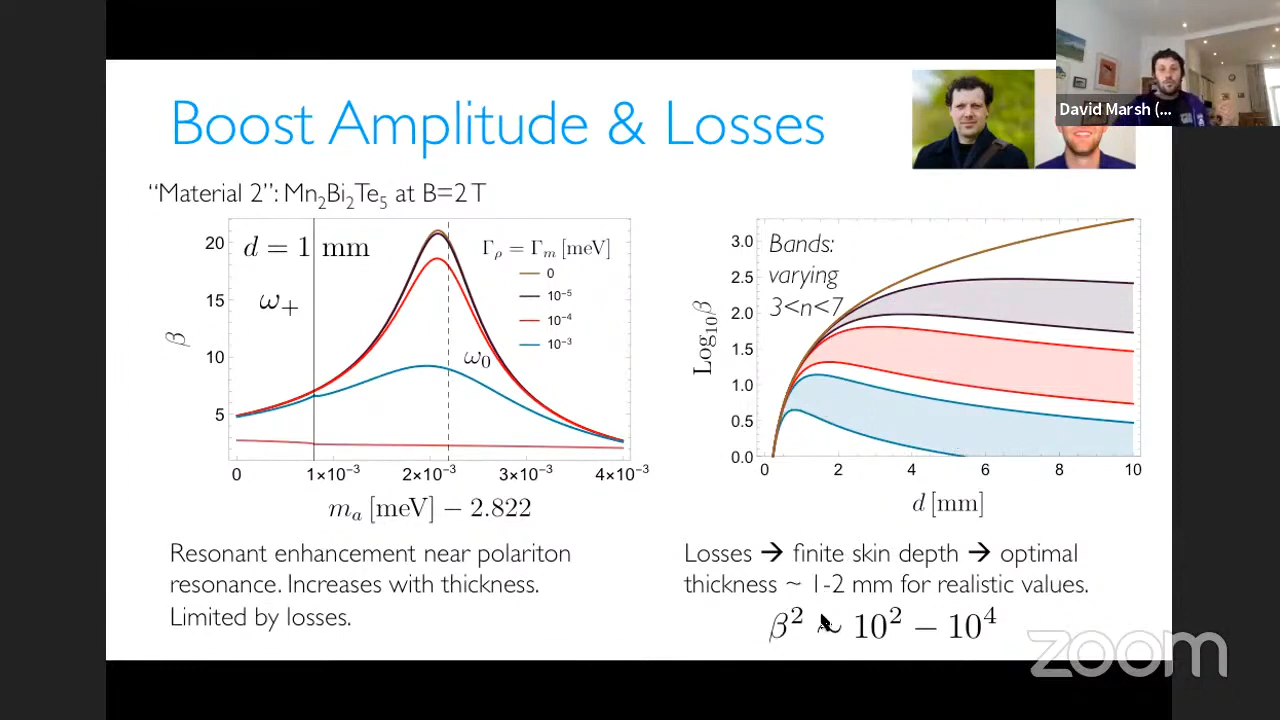 David Marsh (...
Boost Amplitude & Losses
“Material 2”: Mn₂Bi₂Te₅ at B=2 T
d = 1 mm
ω₊
Γρ = Γm [meV]
0
10⁻⁵
10⁻⁴
10⁻³
ω₀
β
20
15
10
5
0
1×10⁻³
2×10⁻³
3×10⁻³
4×10⁻³
mₐ [meV] − 2.822
Bands:
varying
3<n<7
Log₁₀β
3.0
2.5
2.0
1.5
1.0
0.5
0.0
0
2
4
6
8
10
d [mm]
Resonant enhancement near polariton
resonance. Increases with thickness.
Limited by losses.
Losses → finite skin depth → optimal
thickness ~ 1-2 mm for realistic values.
β² ~ 10² − 10⁴
zoom